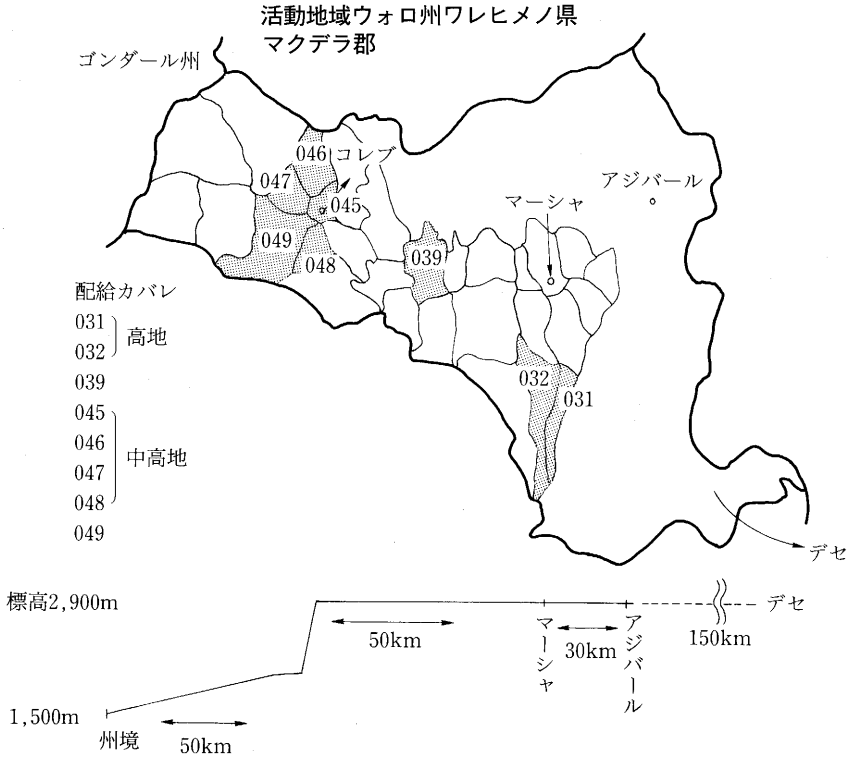 活動地域ウォロ州ワレヒメノ県
マクデラ郡
ゴンダール州
046
コレブ
047
045
アジバール
マーシャ
049
048
039
配給カバレ
031
032
高地
039
045
046
047
048
中高地
049
032
031
デセ
標高2,900m
デセ
50km
マーシャ
30km
アジバール
150km
1,500m
州境
50km